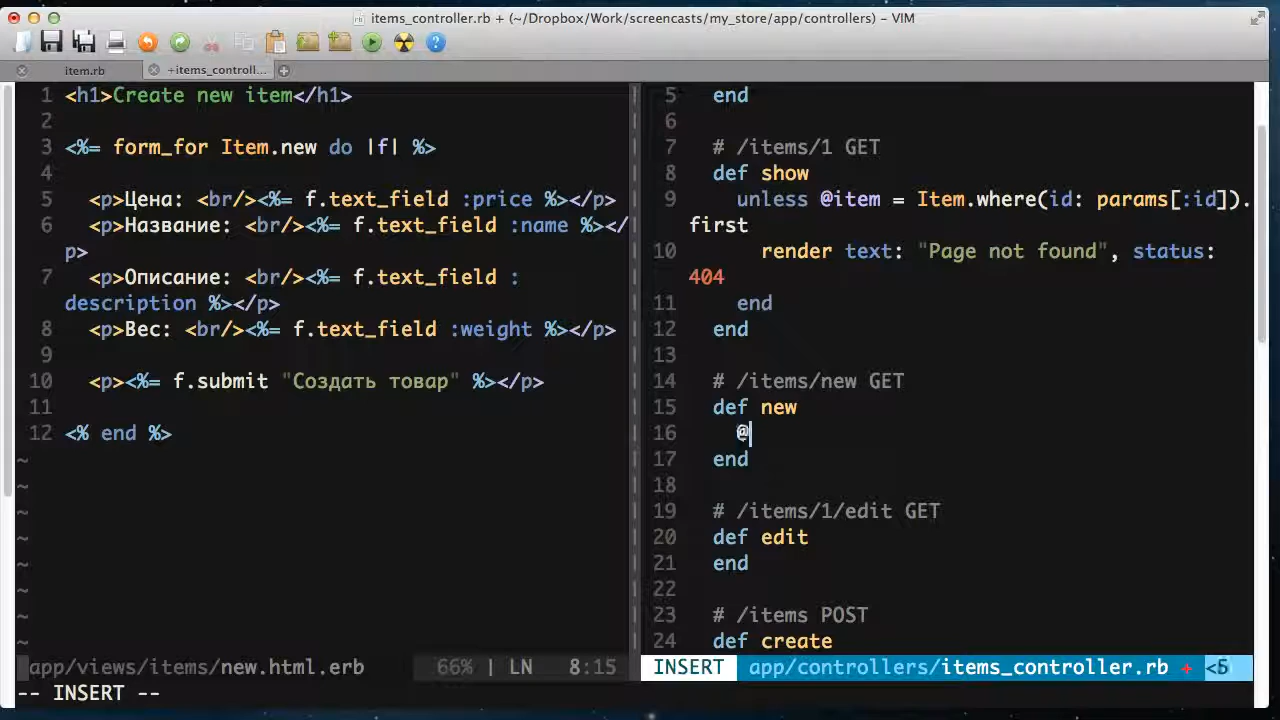 items_controller.rb + (~/Dropbox/Work/screencasts/my_store/app/controllers) – VIM
item.rb
+items_controll...
1 <h1>Create new item</h1>
2
3 <%= form_for Item.new do |f| %>
4
5 <p>Цена: <br/><%= f.text_field :price %></p>
6 <p>Название: <br/><%= f.text_field :name %></
p>
7 <p>Описание: <br/><%= f.text_field :
description %></p>
8 <p>Вес: <br/><%= f.text_field :weight %></p>
9
10 <p><%= f.submit "Создать товар" %></p>
11
12 <% end %>
~
~
~
~
~
~
~
~
app/views/items/new.html.erb 66% | LN 8:15
5 end
6
7 # /items/1 GET
8 def show
9 unless @item = Item.where(id: params[:id]).
first
10 render text: "Page not found", status:
404
11 end
12 end
13
14 # /items/new GET
15 def new
16 @
17 end
18
19 # /items/1/edit GET
20 def edit
21 end
22
23 # /items POST
24 def create
INSERT app/controllers/items_controller.rb + <5
-- INSERT --